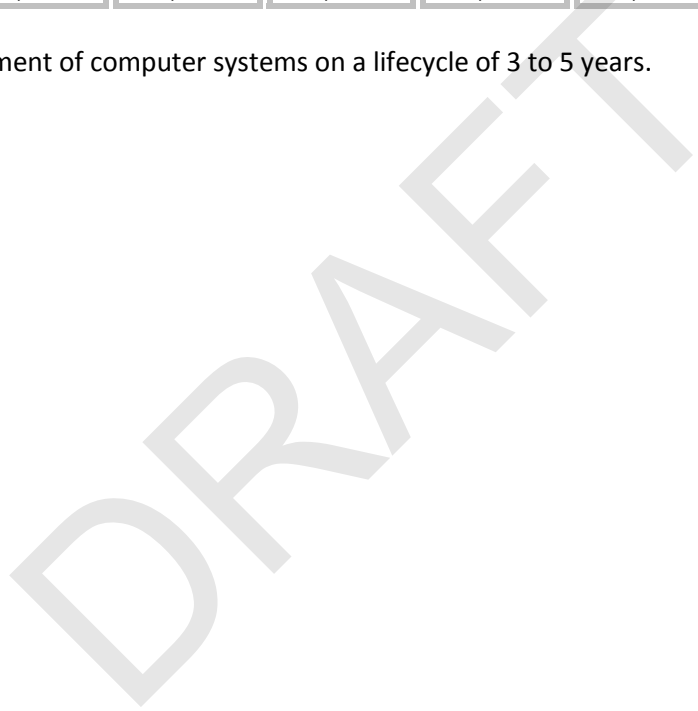 ment of computer systems on a lifecycle of 3 to 5 years.
DRAFT